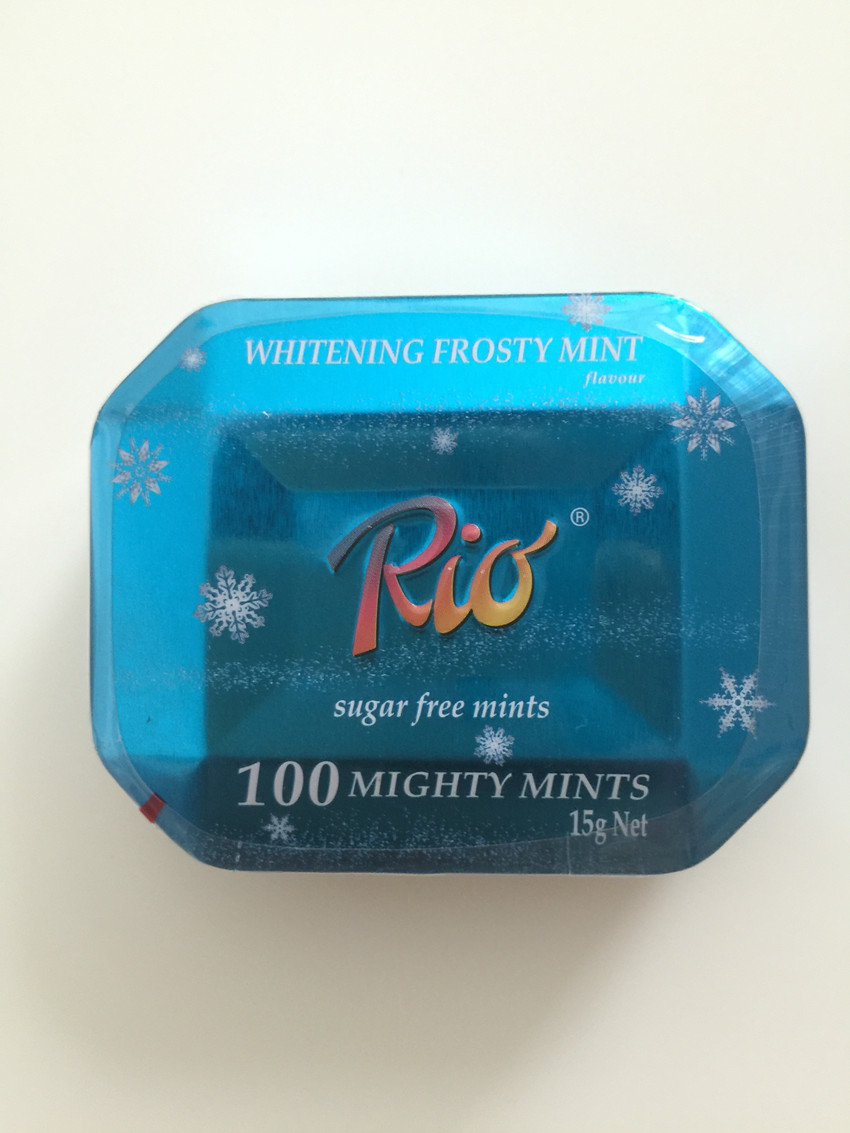 WHITENING FROSTY MINT
flavour
Rio ®
sugar free mints
100 MIGHTY MINTS
15g Net